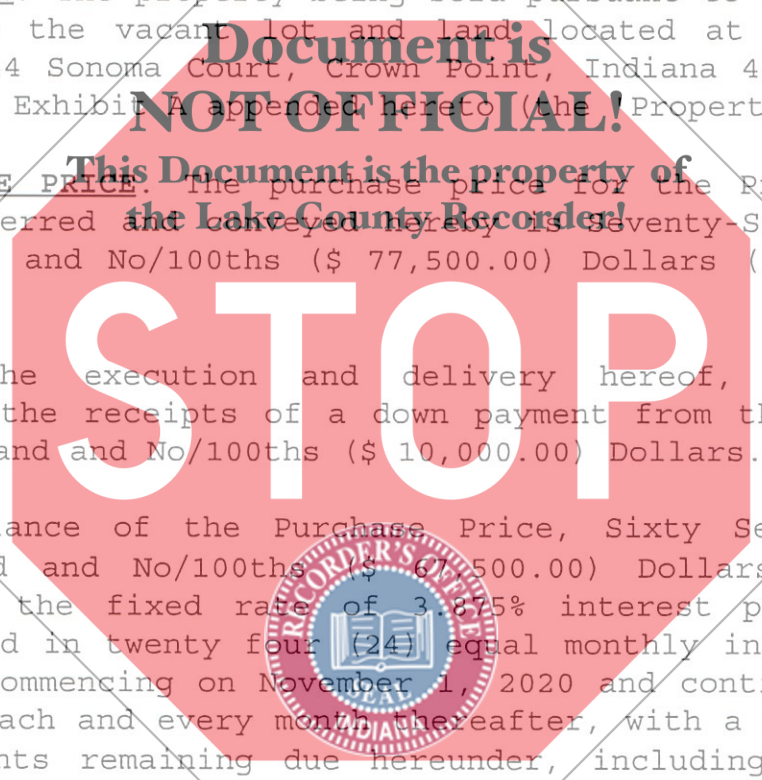 the vacant lot and land located at
Document is
4 Sonoma Court, Crown Point, Indiana 4
Exhibit A appended hereto (the Propert
NOT OFFICIAL!
This Document is the property of
E PRICE. The purchase price for the P
the Lake County Recorder!
erred and conveyed hereby is Seventy-S
and No/100ths ($ 77,500.00) Dollars (
STOP
he execution and delivery hereof,
the receipts of a down payment from th
and and No/100ths ($ 10,000.00) Dollars.
lance of the Purchase Price, Sixty Se
d and No/100ths ($ 67,500.00) Dollars
the fixed rate of 3.875% interest p
d in twenty four (24) equal monthly in
ommencing on November 1, 2020 and conti
ach and every month thereafter, with a
nts remaining due hereunder, including
RECORDER'S OFFICE
SEAL
INDIANA